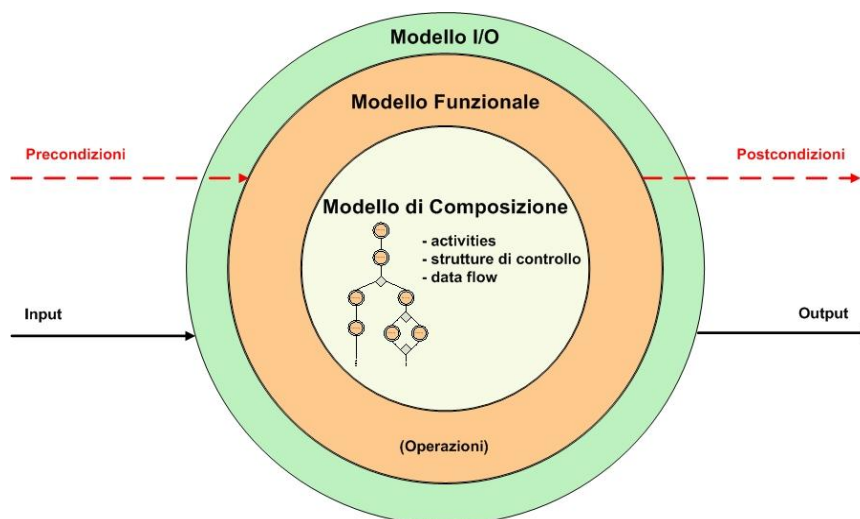 Modello I/O
Modello Funzionale
Precondizioni
Postcondizioni
Modello di Composizione
- activities
- strutture di controllo
- data flow
Input
Output
(Operazioni)